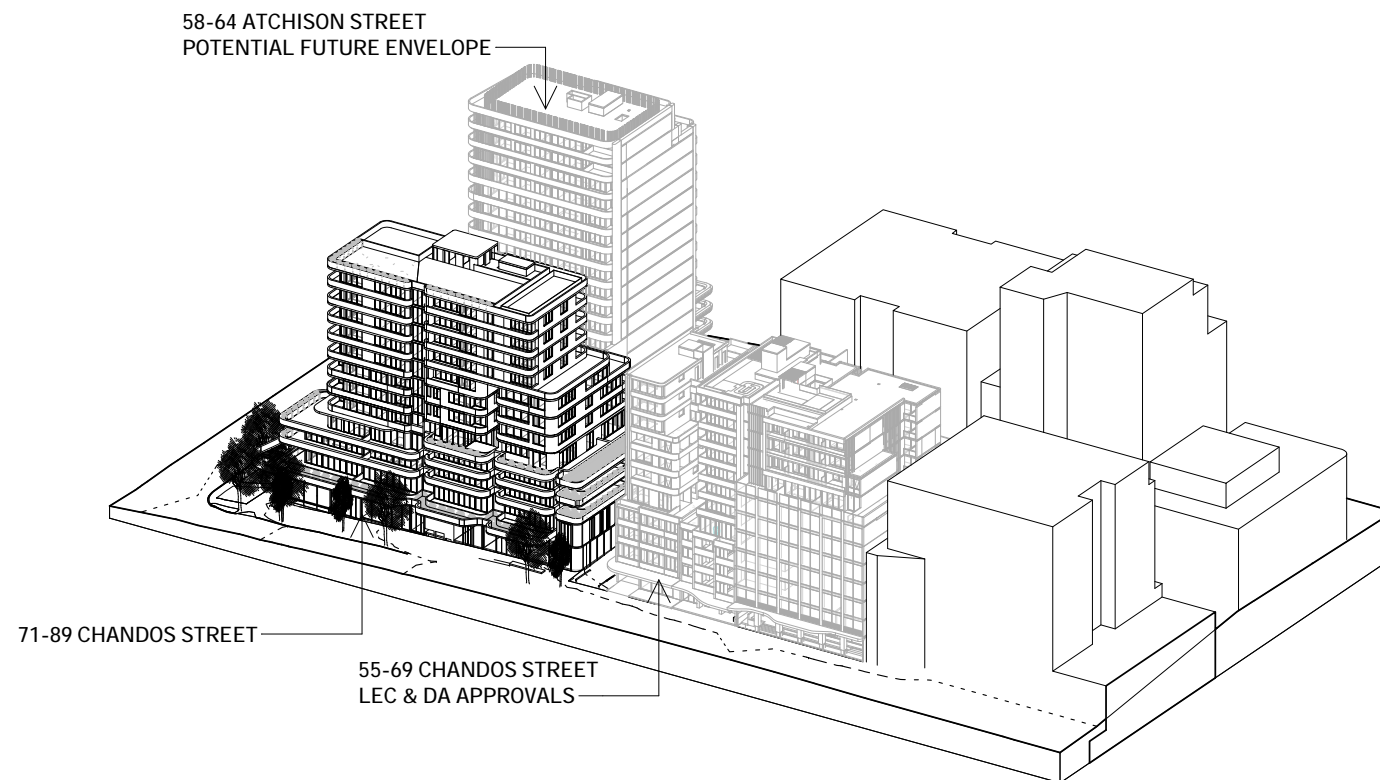 58-64 ATCHISON STREET
POTENTIAL FUTURE ENVELOPE
71-89 CHANDOS STREET
55-69 CHANDOS STREET
LEC & DA APPROVALS